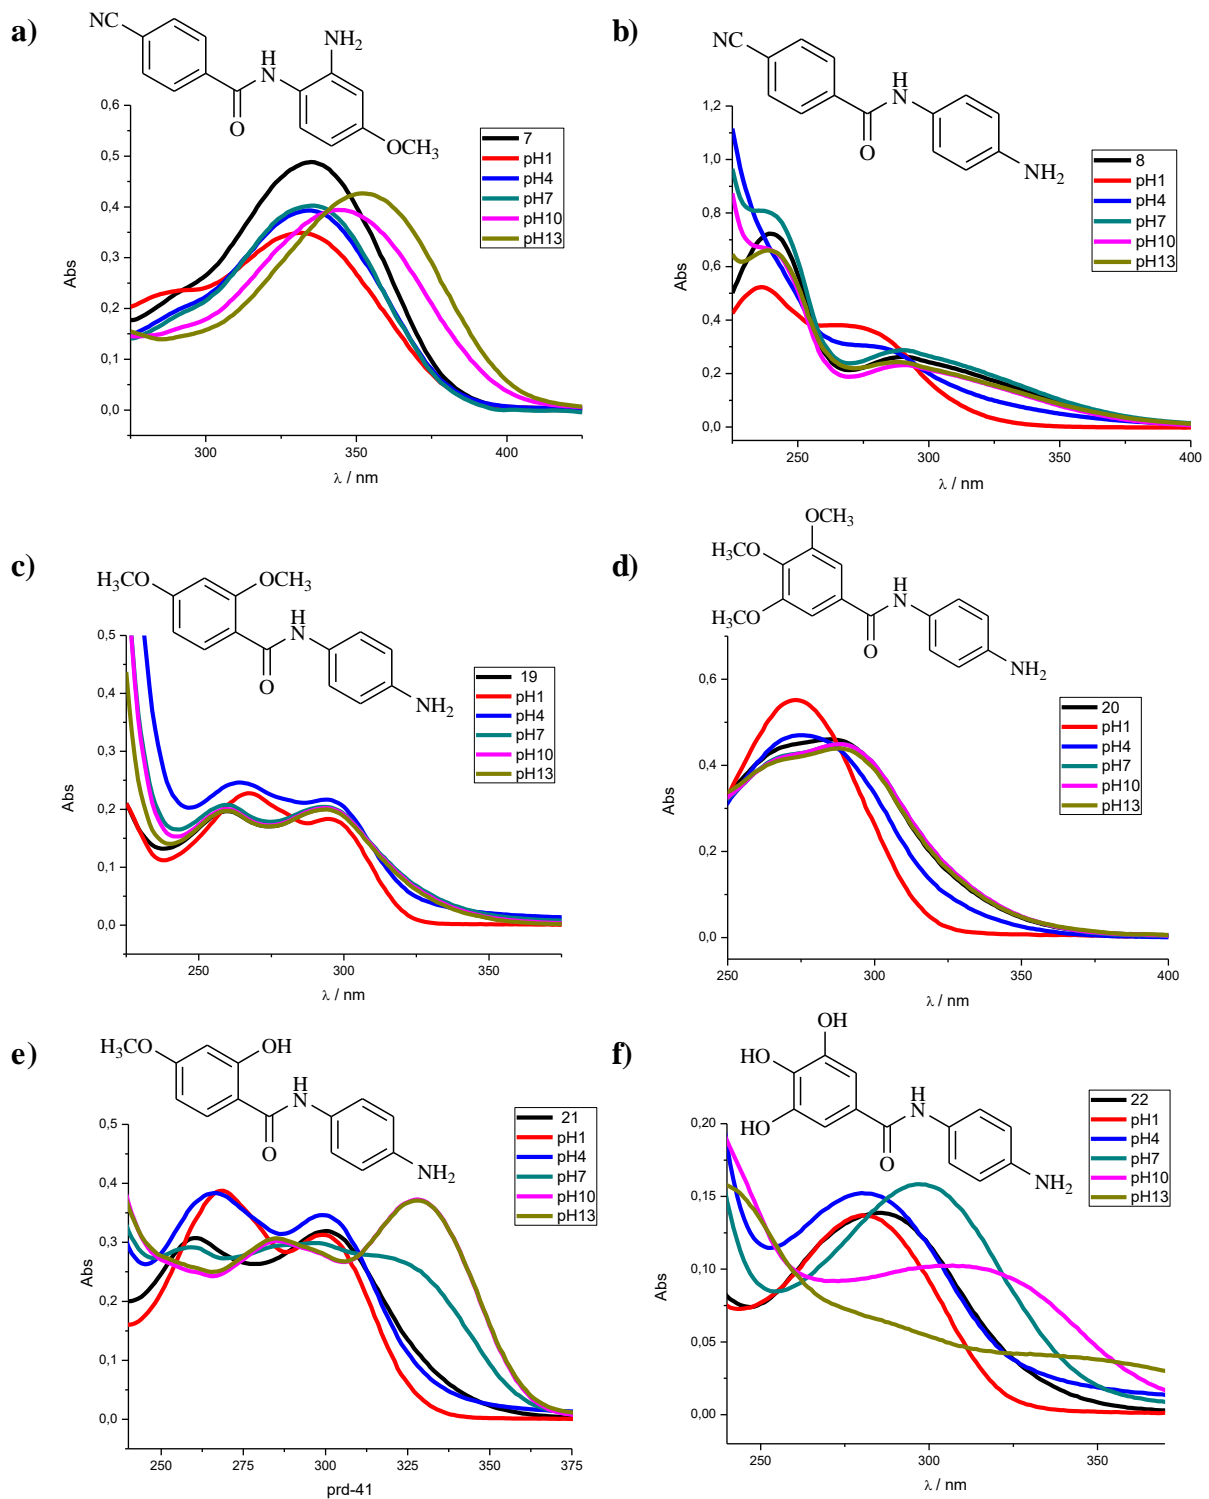 a)
NC
O
H
N
NH2
OCH3
7
pH1
pH4
pH7
pH10
pH13
0,6
0,5
0,4
0,3
0,2
0,1
0,0
Abs
300 350 400
λ / nm
b)
NC
O
H
N
NH2
8
pH1
pH4
pH7
pH10
pH13
1,2
1,0
0,8
0,6
0,4
0,2
0,0
Abs
250 300 350 400
λ / nm
c)
H3CO
OCH3
O
H
N
NH2
19
pH1
pH4
pH7
pH10
pH13
0,5
0,4
0,3
0,2
0,1
0,0
Abs
250 300 350
λ / nm
d)
OCH3
H3CO
H3CO
O
H
N
NH2
20
pH1
pH4
pH7
pH10
pH13
0,6
0,4
0,2
0,0
Abs
250 300 350 400
λ / nm
e)
H3CO
OH
O
H
N
NH2
21
pH1
pH4
pH7
pH10
pH13
0,5
0,4
0,3
0,2
0,1
0,0
Abs
250 275 300 325 350 375
prd-41
f)
OH
HO
HO
O
H
N
NH2
22
pH1
pH4
pH7
pH10
pH13
0,20
0,15
0,10
0,05
0,00
Abs
250 300 350
λ / nm